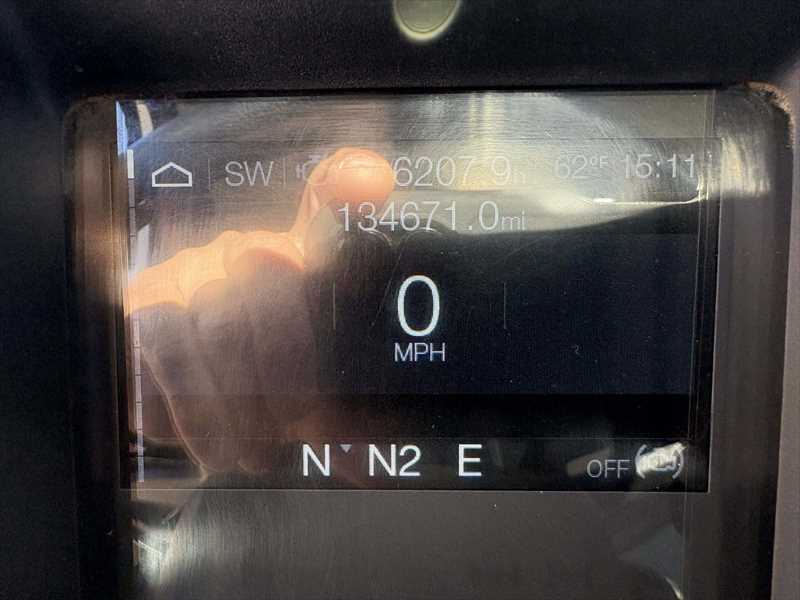 SW 6207.9h 62°F 15:11
134671.0mi
0
MPH
N N2 E OFF